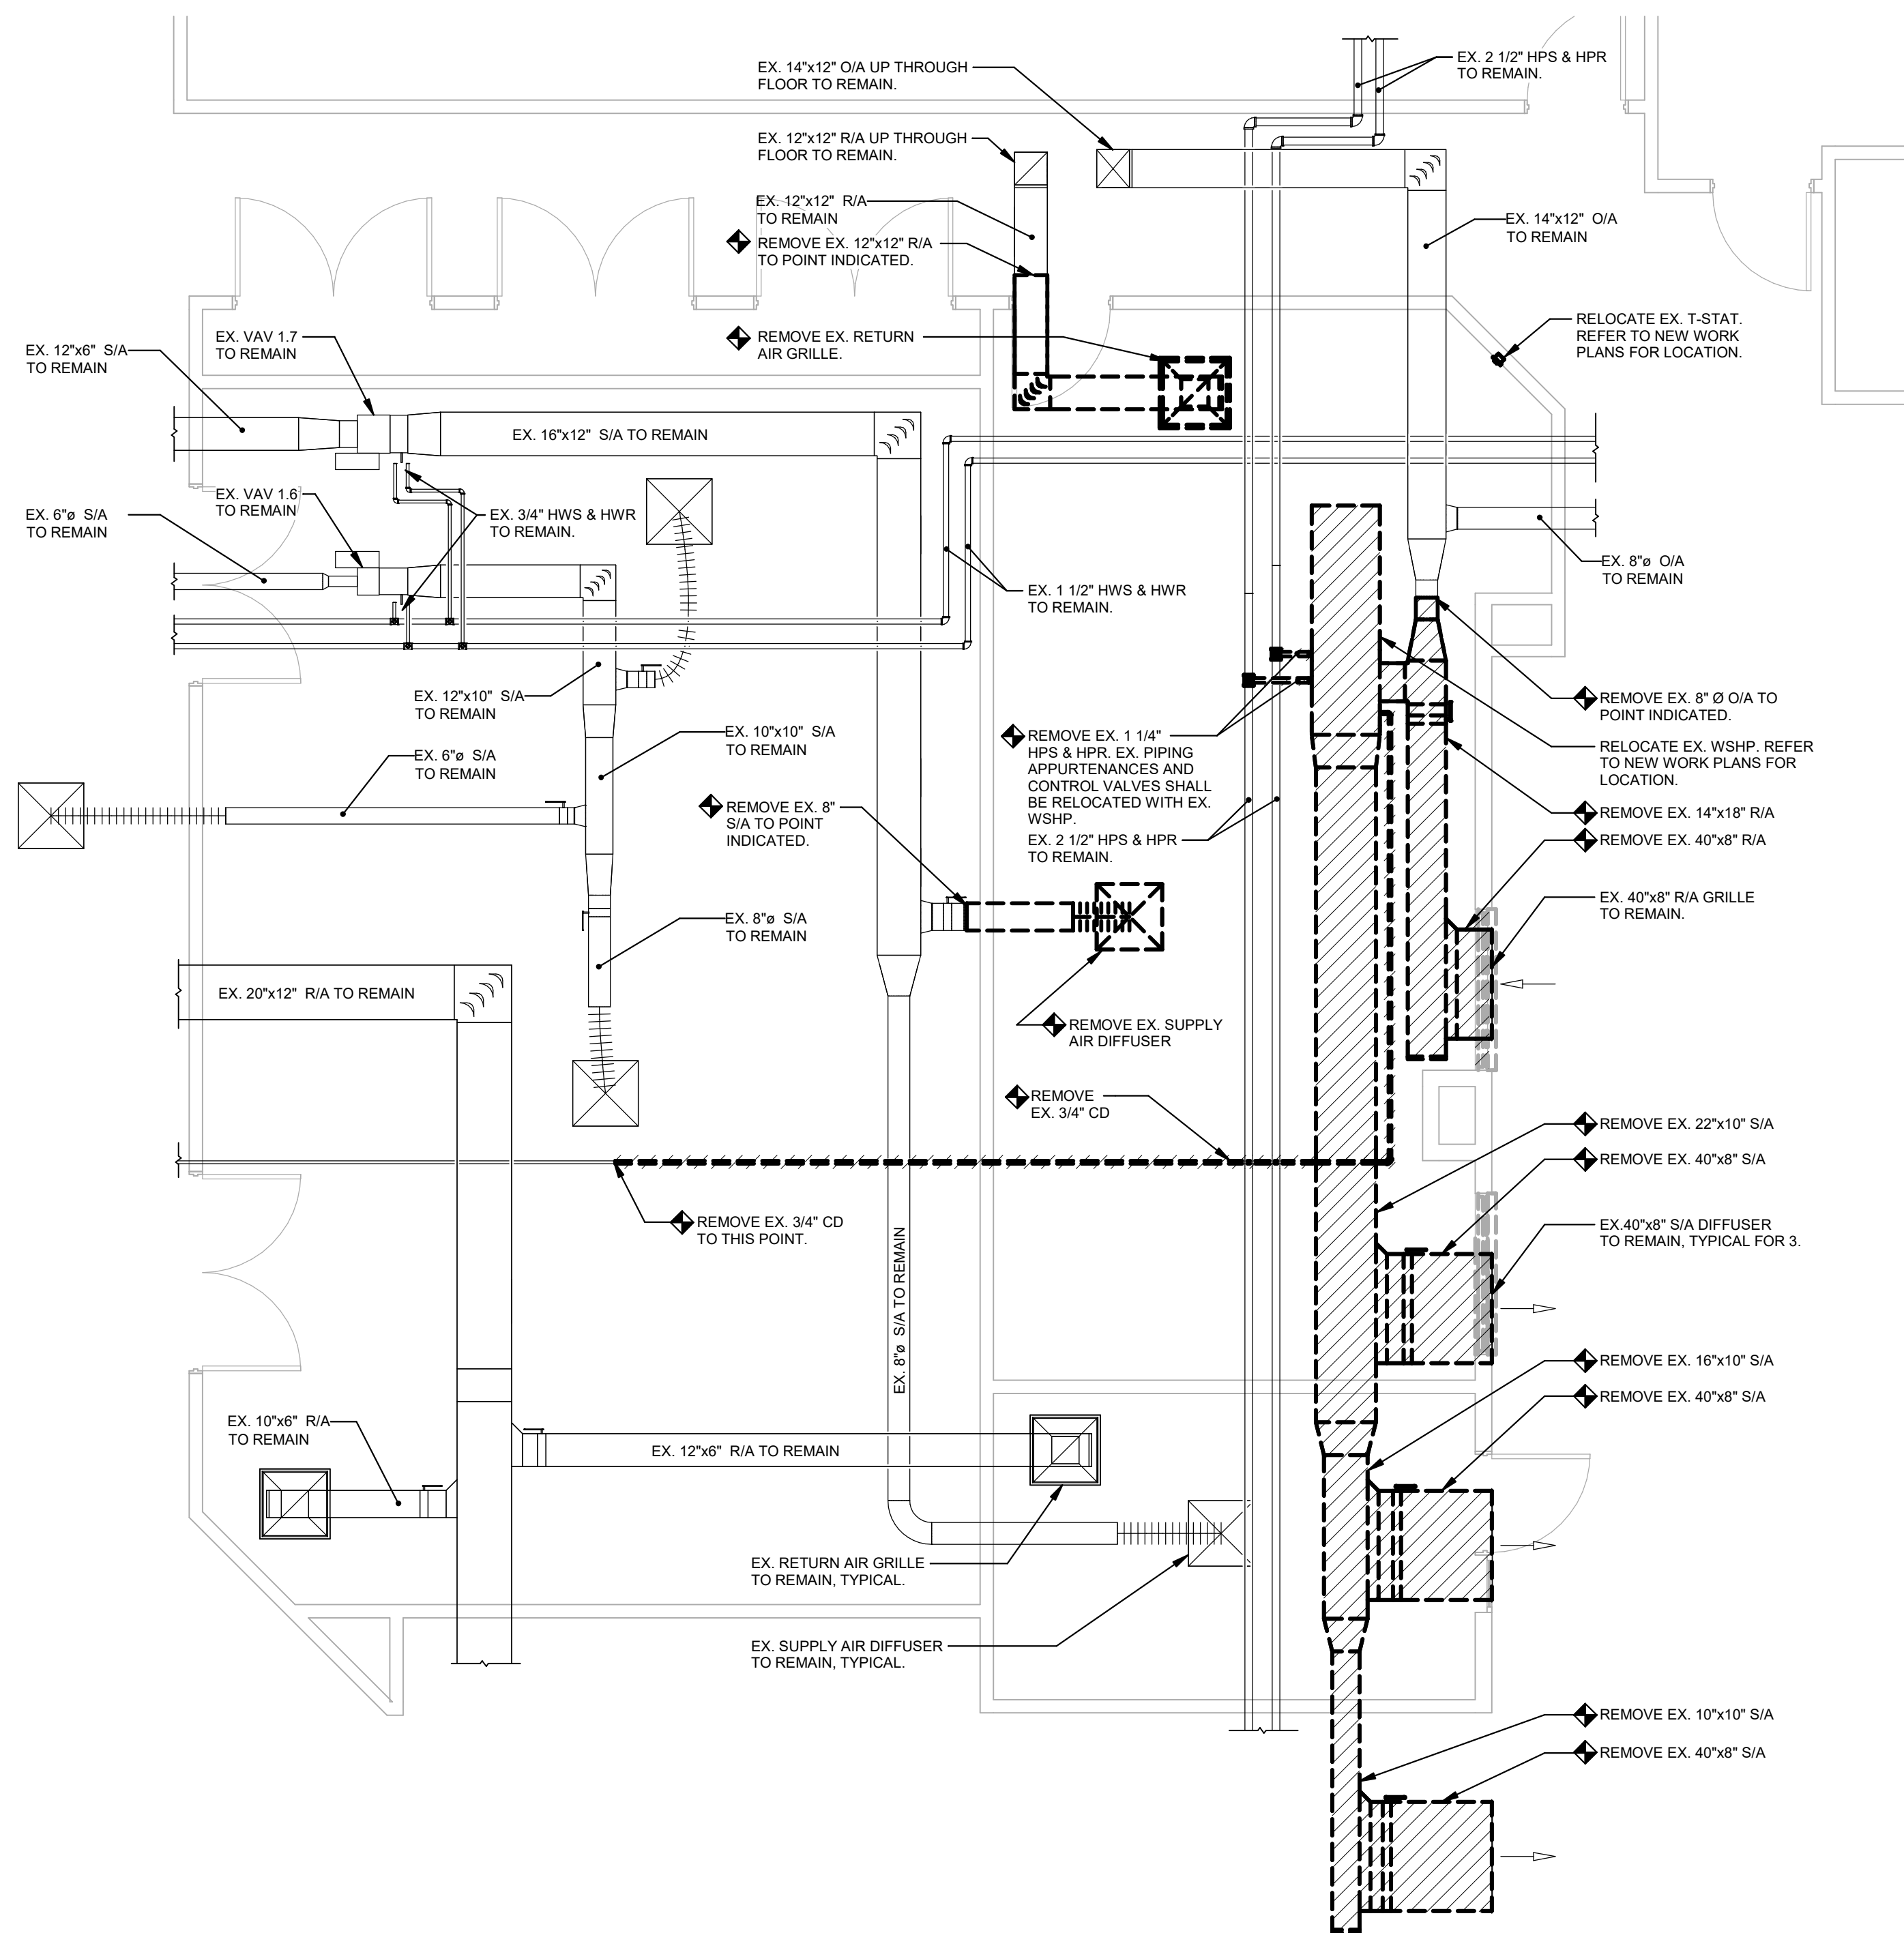 EX. 14"x12" O/A UP THROUGH
FLOOR TO REMAIN.
EX. 2 1/2" HPS & HPR
TO REMAIN.
EX. 12"x12" R/A UP THROUGH
FLOOR TO REMAIN.
EX. 12"x12" R/A
TO REMAIN
REMOVE EX. 12"x12" R/A
TO POINT INDICATED.
EX. 14"x12" O/A
TO REMAIN
REMOVE EX. RETURN
AIR GRILLE.
RELOCATE EX. T-STAT.
REFER TO NEW WORK
PLANS FOR LOCATION.
EX. 12"x6" S/A
TO REMAIN
EX. VAV 1.7
TO REMAIN
EX. 16"x12" S/A TO REMAIN
EX. VAV 1.6
TO REMAIN
EX. 6"ø S/A
TO REMAIN
EX. 3/4" HWS & HWR
TO REMAIN.
EX. 1 1/2" HWS & HWR
TO REMAIN.
EX. 8"ø O/A
TO REMAIN
EX. 12"x10" S/A
TO REMAIN
REMOVE EX. 8" Ø O/A TO
POINT INDICATED.
EX. 10"x10" S/A
TO REMAIN
REMOVE EX. 1 1/4"
HPS & HPR. EX. PIPING
APPURTENANCES AND
CONTROL VALVES SHALL
BE RELOCATED WITH EX.
WSHP.
RELOCATE EX. WSHP. REFER
TO NEW WORK PLANS FOR
LOCATION.
EX. 6"ø S/A
TO REMAIN
REMOVE EX. 8"
S/A TO POINT
INDICATED.
REMOVE EX. 14"x18" R/A
REMOVE EX. 40"x8" R/A
EX. 2 1/2" HPS & HPR
TO REMAIN.
EX. 40"x8" R/A GRILLE
TO REMAIN.
EX. 8"ø S/A
TO REMAIN
EX. 20"x12" R/A TO REMAIN
REMOVE EX. SUPPLY
AIR DIFFUSER
REMOVE
EX. 3/4" CD
REMOVE EX. 22"x10" S/A
REMOVE EX. 40"x8" S/A
REMOVE EX. 3/4" CD
TO THIS POINT.
EX.40"x8" S/A DIFFUSER
TO REMAIN, TYPICAL FOR 3.
EX. 8"ø S/A TO REMAIN
REMOVE EX. 16"x10" S/A
REMOVE EX. 40"x8" S/A
EX. 10"x6" R/A
TO REMAIN
EX. 12"x6" R/A TO REMAIN
EX. RETURN AIR GRILLE
TO REMAIN, TYPICAL.
EX. SUPPLY AIR DIFFUSER
TO REMAIN, TYPICAL.
REMOVE EX. 10"x10" S/A
REMOVE EX. 40"x8" S/A